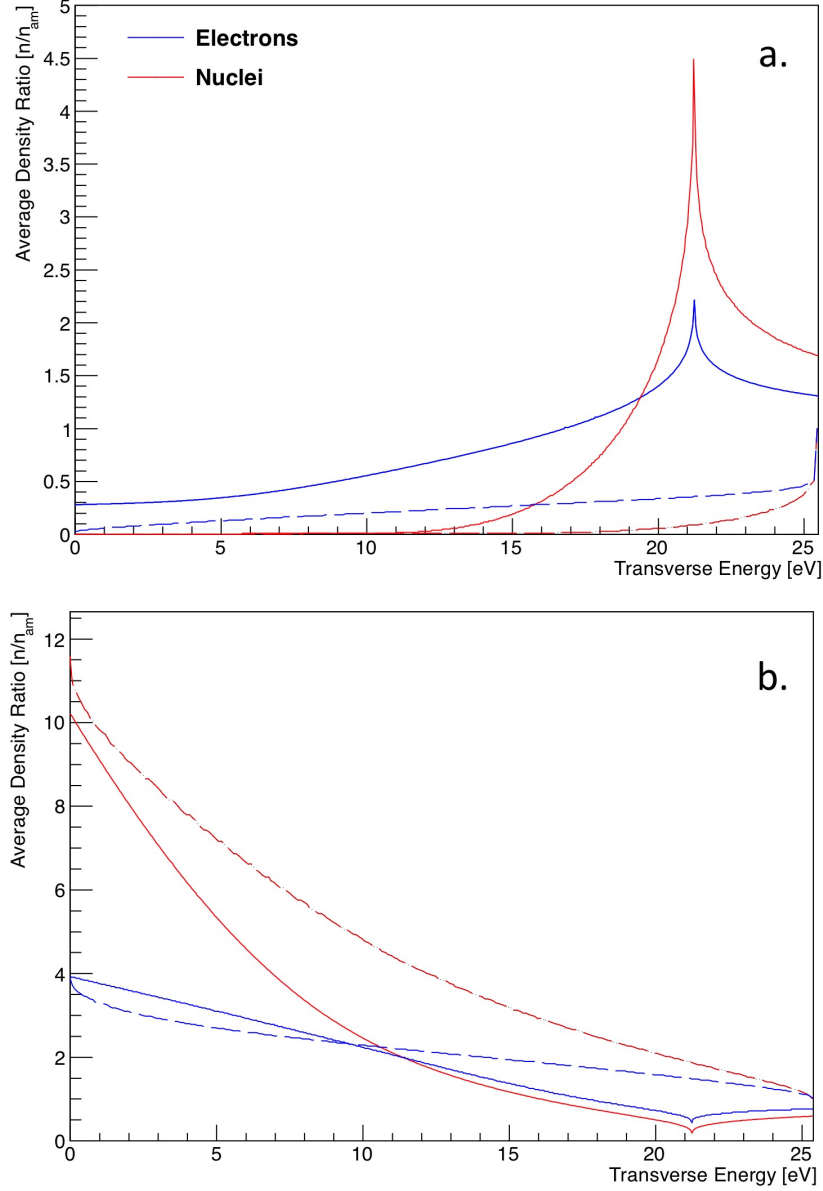 5
4.5
4
3.5
3
2.5
2
1.5
1
0.5
0
Average Density Ratio [n/n_am]
Electrons
Nuclei
a.
0 5 10 15 20 25
Transverse Energy [eV]
12
10
8
6
4
2
0
Average Density Ratio [n/n_am]
b.
0 5 10 15 20 25
Transverse Energy [eV]